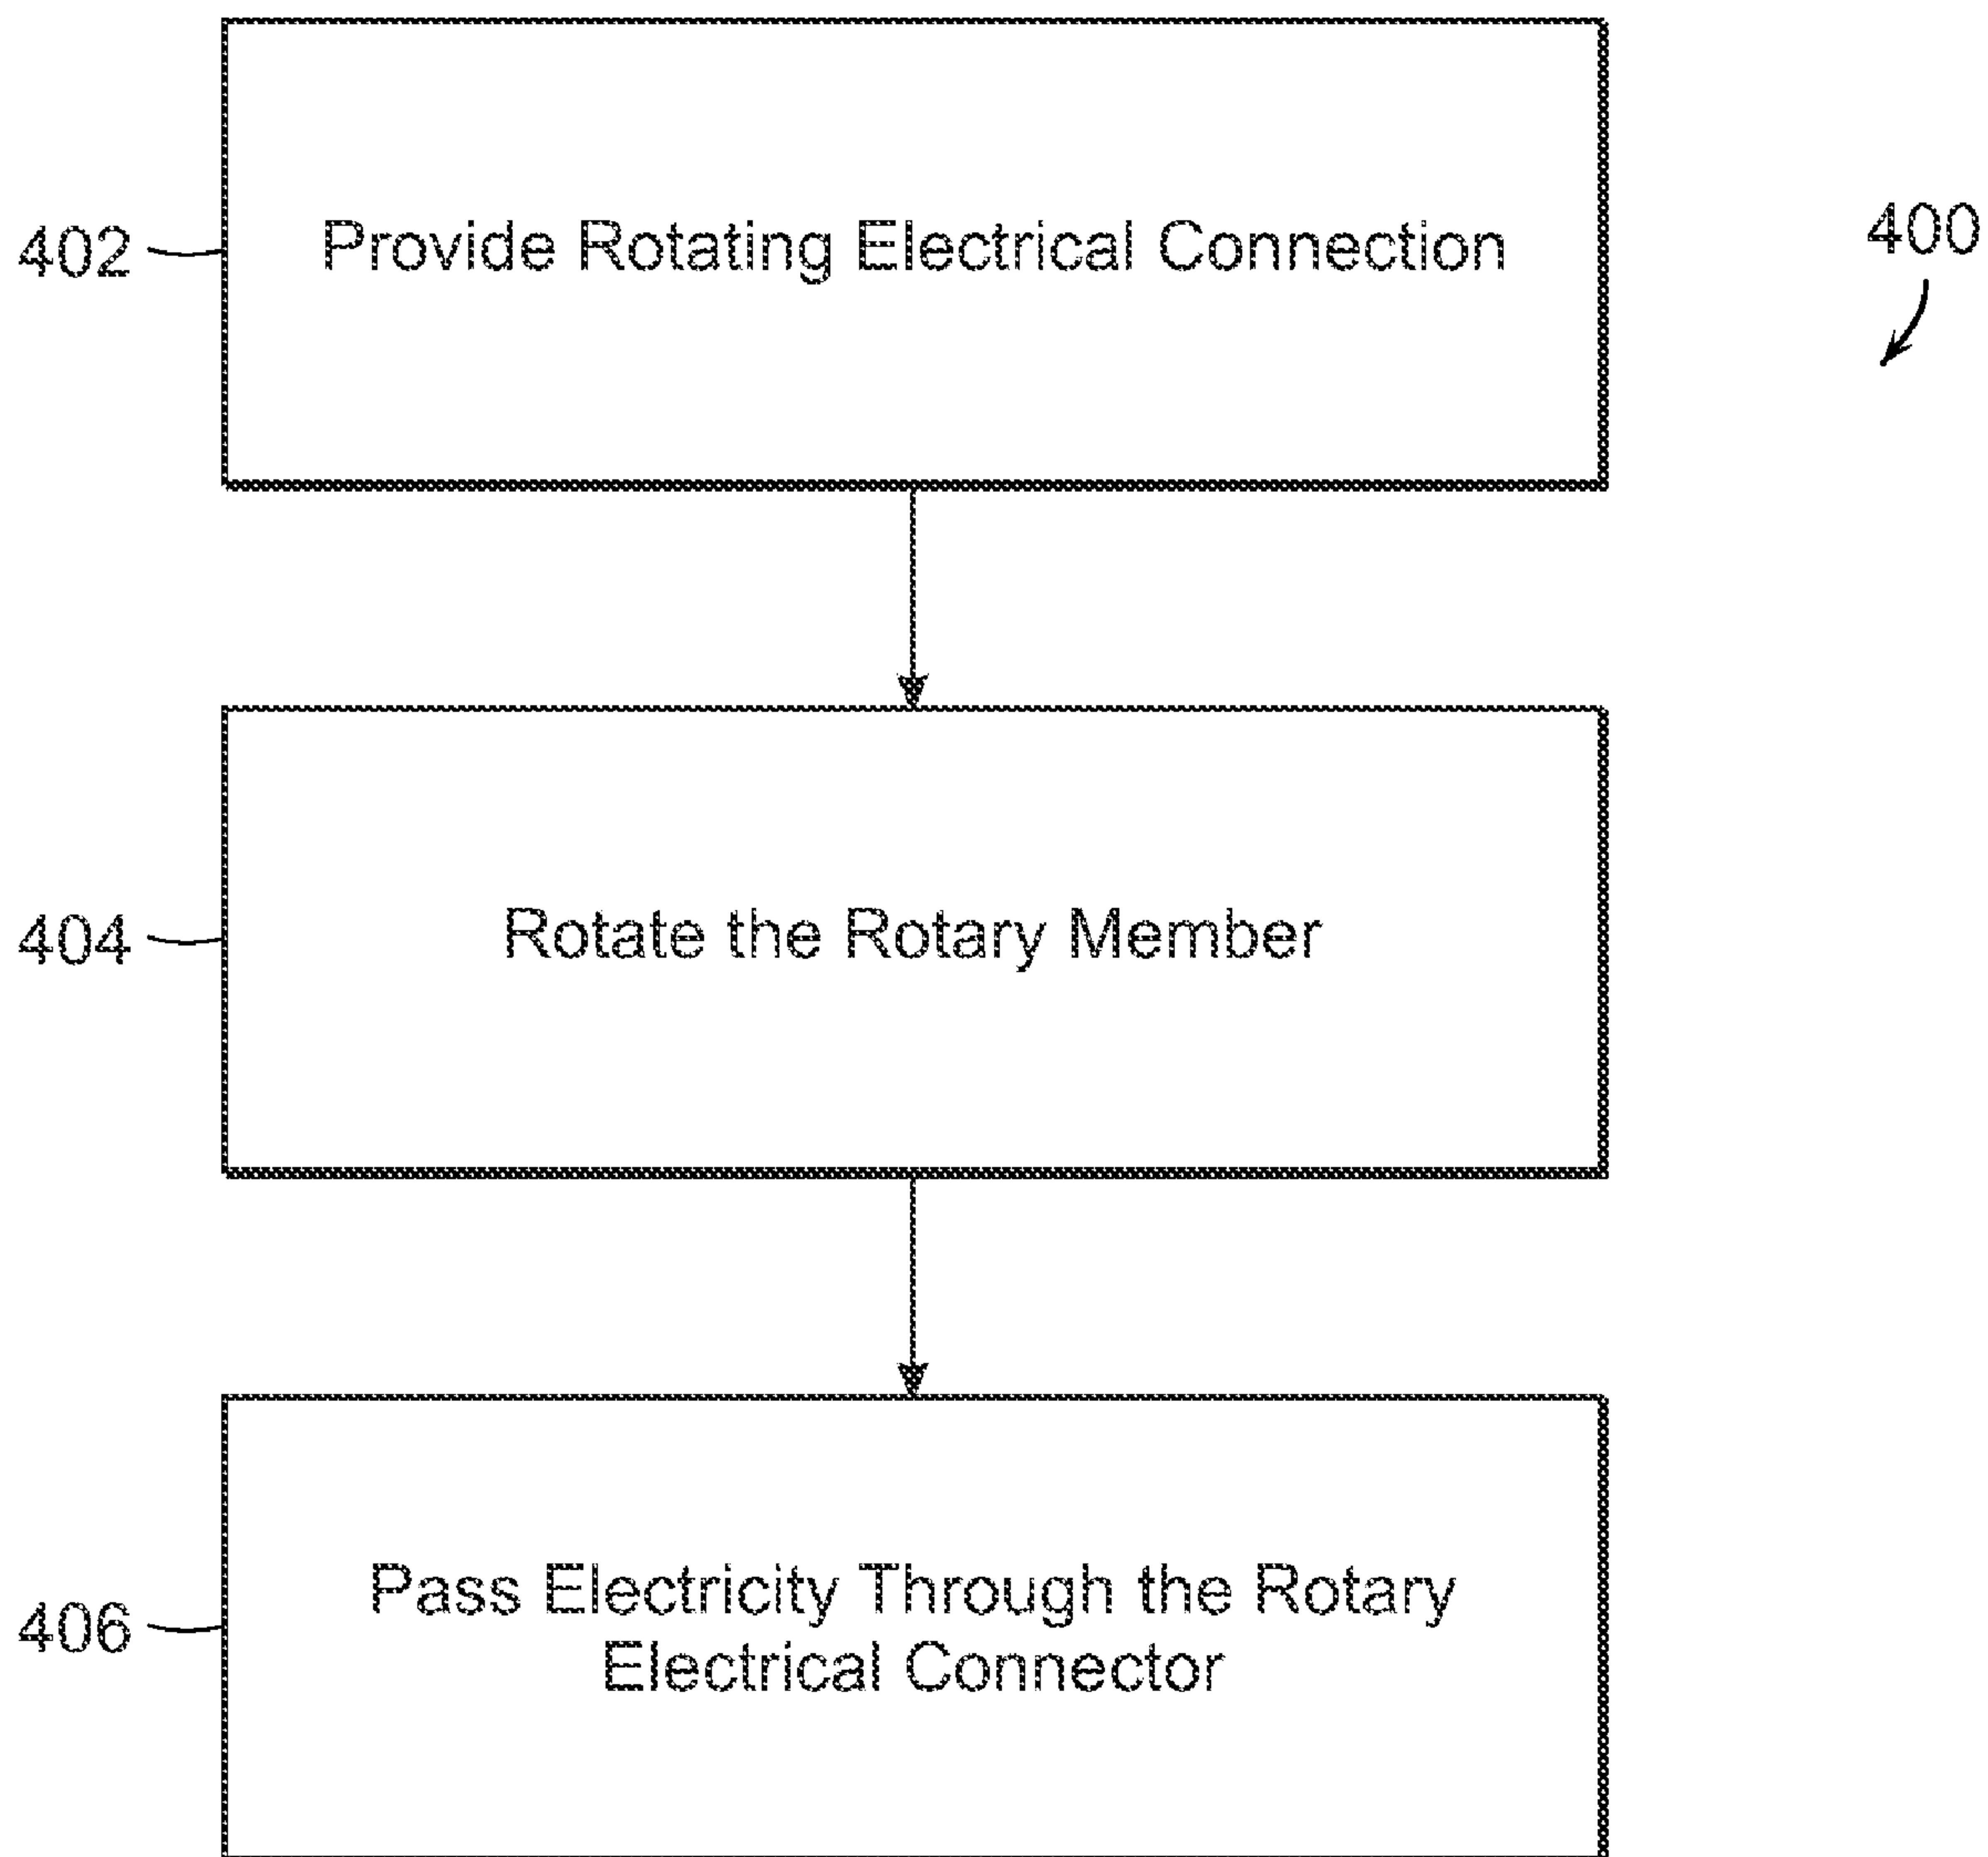 402
Provide Rotating Electrical Connection
400
404
Rotate the Rotary Member
406
Pass Electricity Through the Rotary
Electrical Connector